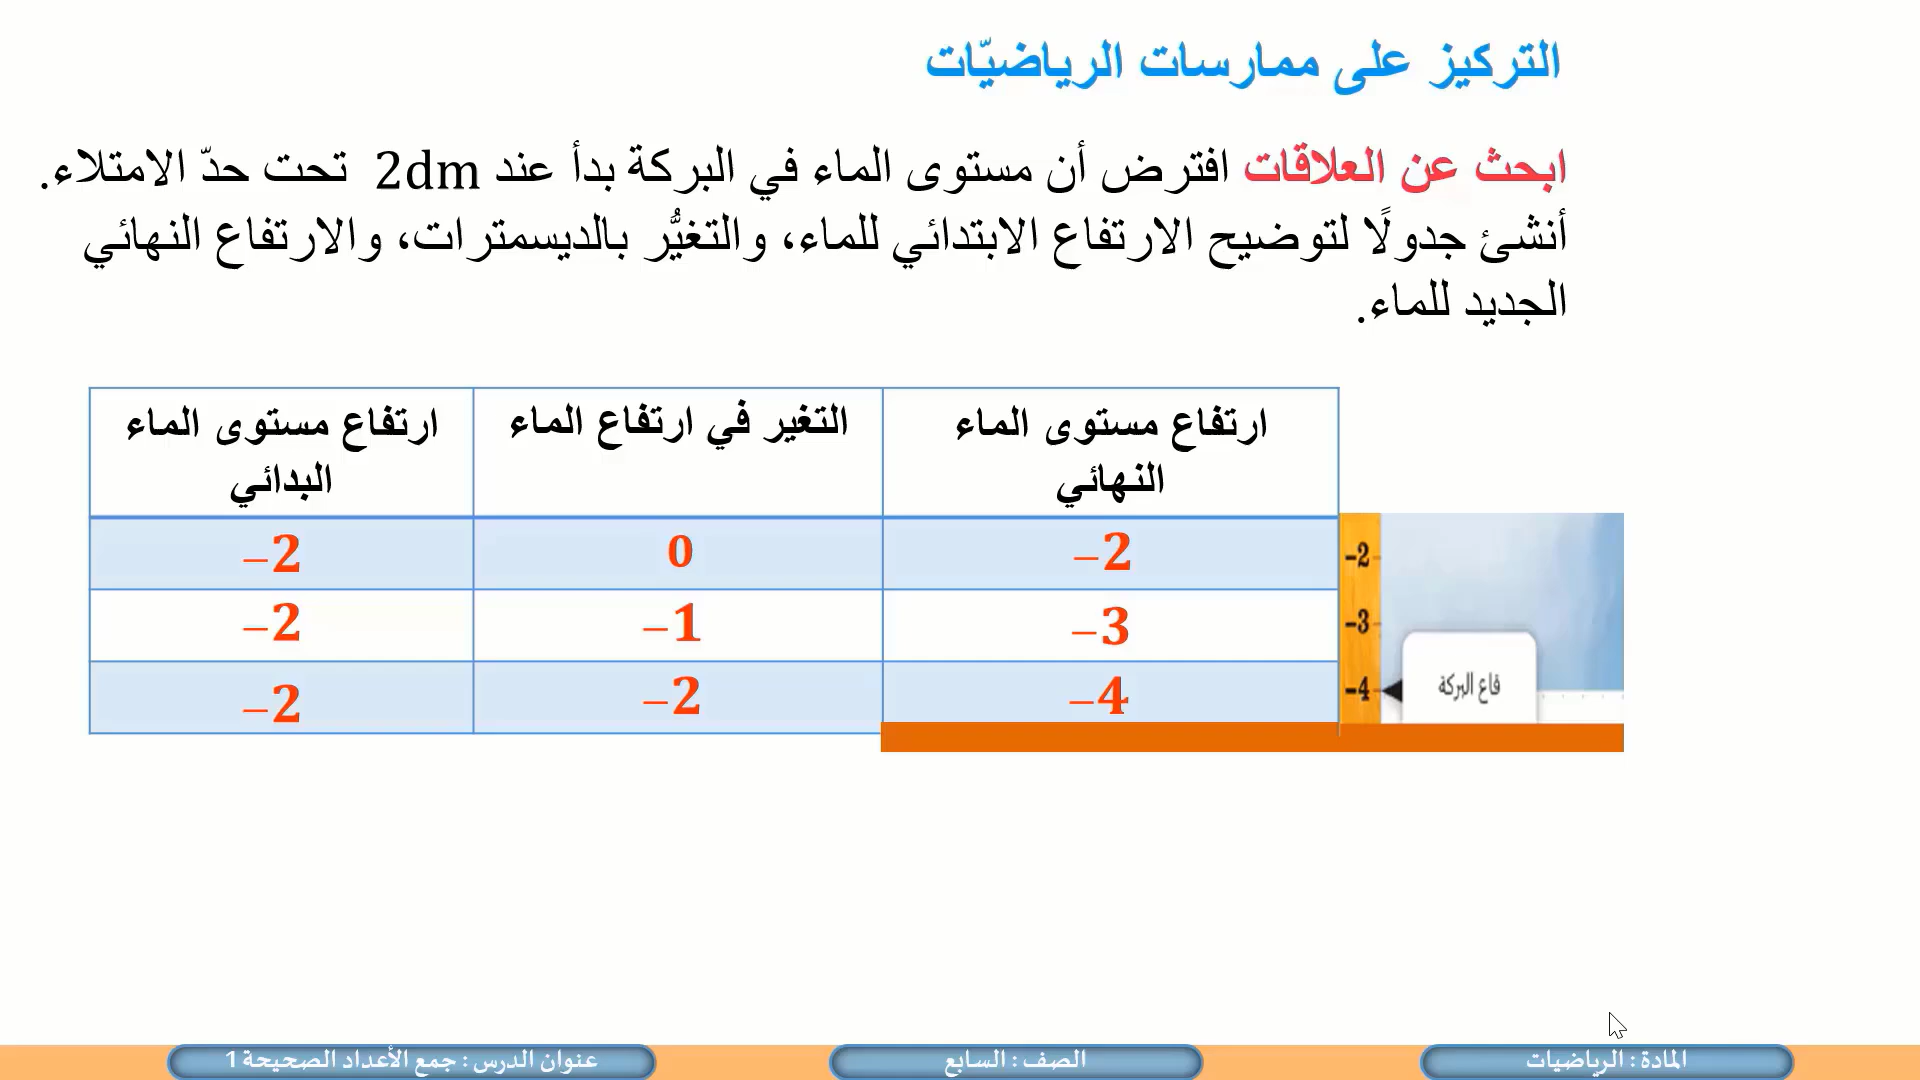 التركيز على ممارسات الرياضيّات
ابحث عن العلاقات افترض أن مستوى الماء في البركة بدأ عند 2dm تحت حدّ الامتلاء.
أنشئ جدولًا لتوضيح الارتفاع الابتدائي للماء، والتغيُّر بالديسمترات، والارتفاع النهائي
الجديد للماء.
ارتفاع مستوى الماء النهائي
التغير في ارتفاع الماء
ارتفاع مستوى الماء البدائي
–2 0 –2
–3 –1 –2
–4 –2 –2
–2
–3
–4
قاع البركة
المادة : الرياضيات
الصف : السابع
عنوان الدرس : جمع الأعداد الصحيحة 1